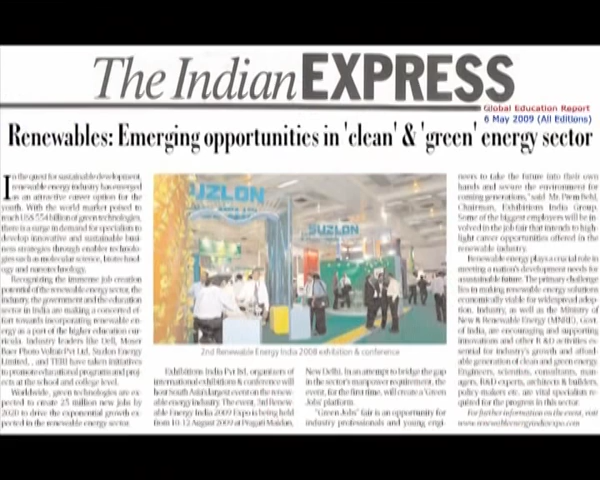 The Indian EXPRESS
Global Education Report
6 May 2009 (All Editions)
Renewables: Emerging opportunities in 'clean' & 'green' energy sector
In the quest for sustainable development,
renewable energy industry has emerged
as an attractive career option for the
youth. With the world market poised to
reach US$ 554 billion of green technologies,
there is a surge in demand for specialists to
develop innovative and sustainable busi-
ness strategies through enabler technolo-
gies such as molecular science, biotechnol-
ogy and nanotechnology.
Recognizing the immense job creation
potential of the renewable energy sector, the
industry, the government and the education
sector in India are making a concerted ef-
fort towards incorporating renewable en-
ergy as a part of the higher education cur-
ricula. Industry leaders like Dell, Moser
Baer Photo Voltaic Pvt Ltd, Suzlon Energy
Limited, ... and TERI have taken initiatives
to promote educational programs and proj-
ects at the school and college level.
Worldwide, green technologies are ex-
pected to create 25 million new jobs by
2020 to drive the exponential growth ex-
pected in the renewable energy sector.
SUZLON
SUZLON
2nd Renewable Energy India 2008 exhibition & conference
Exhibitions India Pvt ltd, organisers of
international exhibitions & conference will
host South Asia's largest event on the renew-
able energy industry. The event, 3rd Renew-
able Energy India 2009 Expo is being held
from 10-12 August 2009 at Pragati Maidan,
New Delhi. In an attempt to bridge the gap
in the sector's manpower requirement, the
event, for the first time, will create a 'Green
Jobs' platform.
"Green Jobs" fair is an opportunity for
industry professionals and young engi-
neers to take the future into their own
hands and secure the environment for
coming generations," said Mr. Prem Behl,
Chairman, Exhibitions India Group.
Some of the biggest employers will be in-
volved in the job fair that intends to high-
light career opportunities offered in the
renewable industry.
Renewable energy plays a crucial role in
meeting a nation's development needs for
a sustainable future. The primary challenge
lies in making renewable energy solutions
economically viable for widespread adop-
tion. Industry, as well as the Ministry of
New & Renewable Energy (MNRE), Govt.
of India, are encouraging and supporting
innovations and other R&D activities es-
sential for industry's growth and afford-
able generation of clean and green energy.
Engineers, scientists, consultants, man-
agers, R&D experts, architects & builders,
policy-makers etc. are vital specialists re-
quired for the progress in this sector.
For further information on the event, visit
www.renewableenergyindiaexpo.com